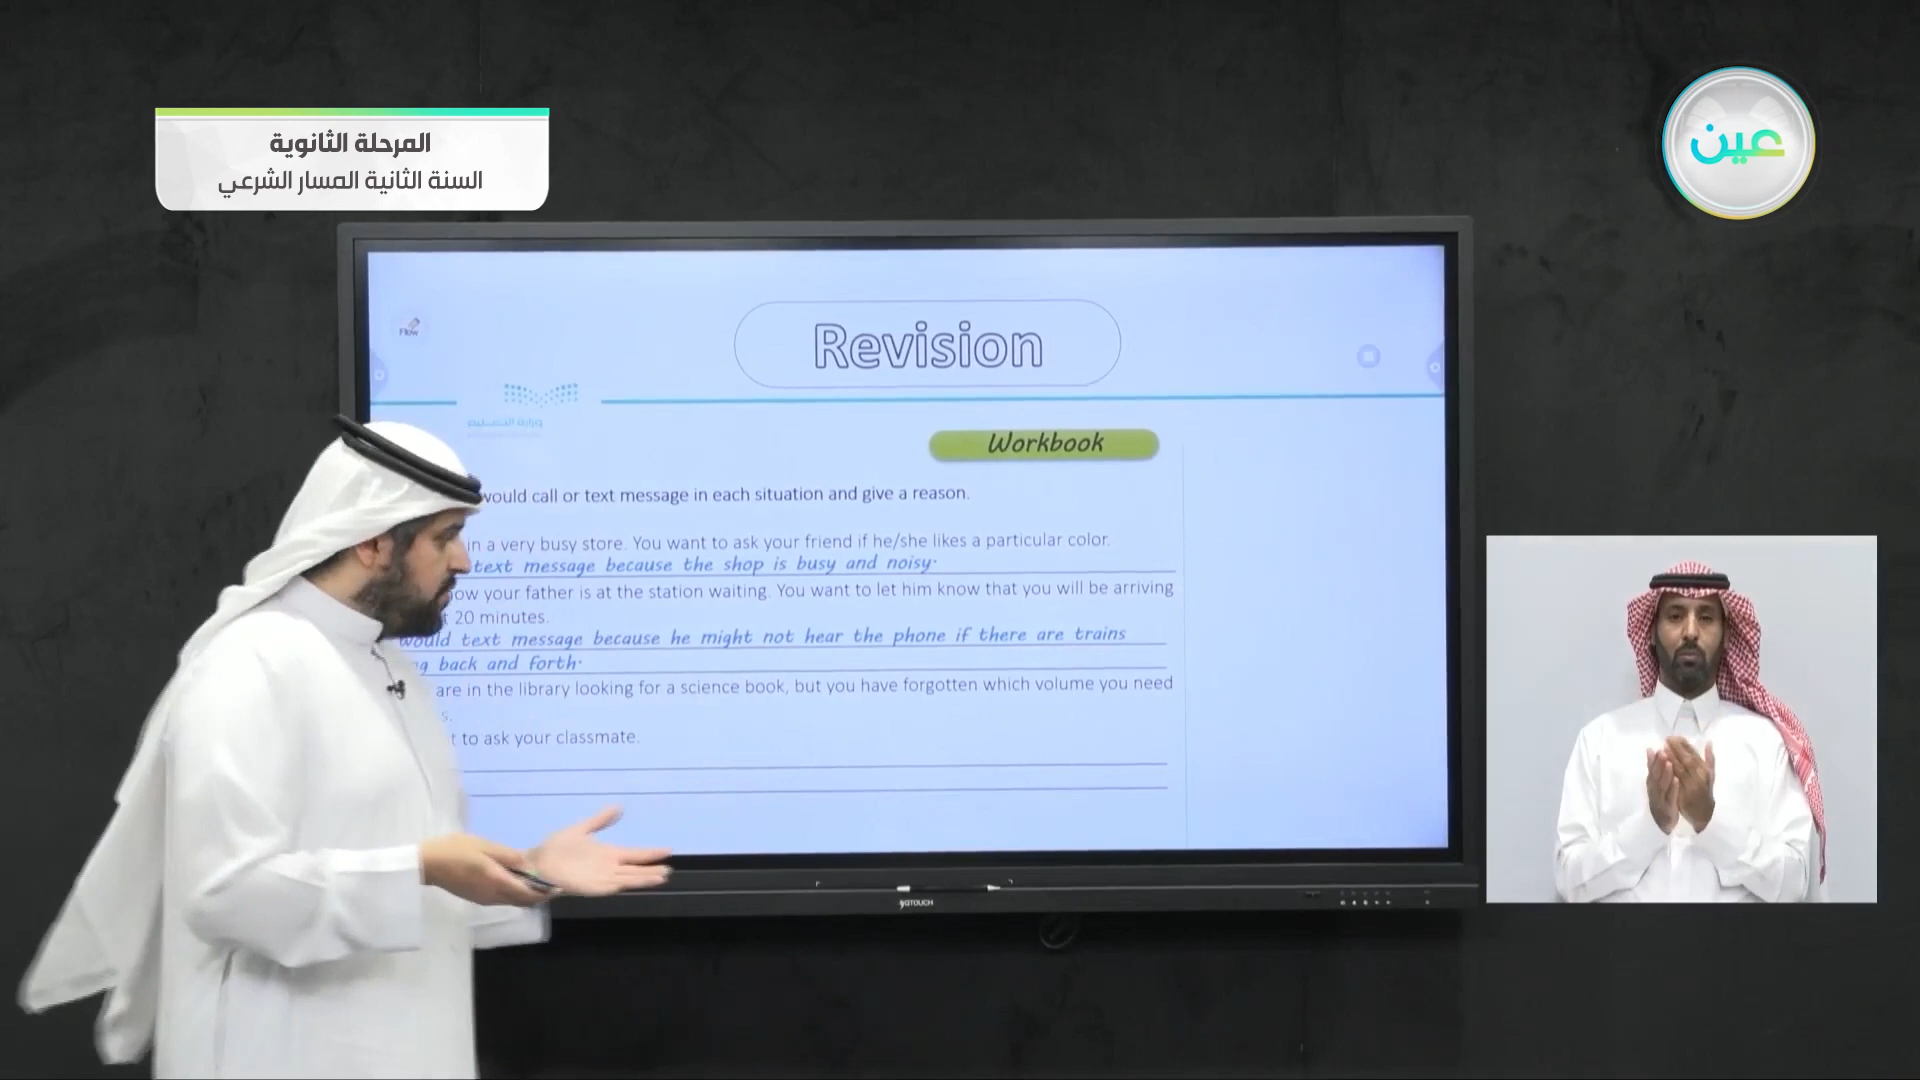 المرحلة الثانوية
السنة الثانية المسار الشرعي
عين
Flow
Revision
وزارة التعليم
Workbook
would call or text message in each situation and give a reason.
in a very busy store. You want to ask your friend if he/she likes a particular color.
text message because the shop is busy and noisy.
your father is at the station waiting. You want to let him know that you will be arriving
20 minutes.
would text message because he might not hear the phone if there are trains
back and forth.
are in the library looking for a science book, but you have forgotten which volume you need
to ask your classmate.